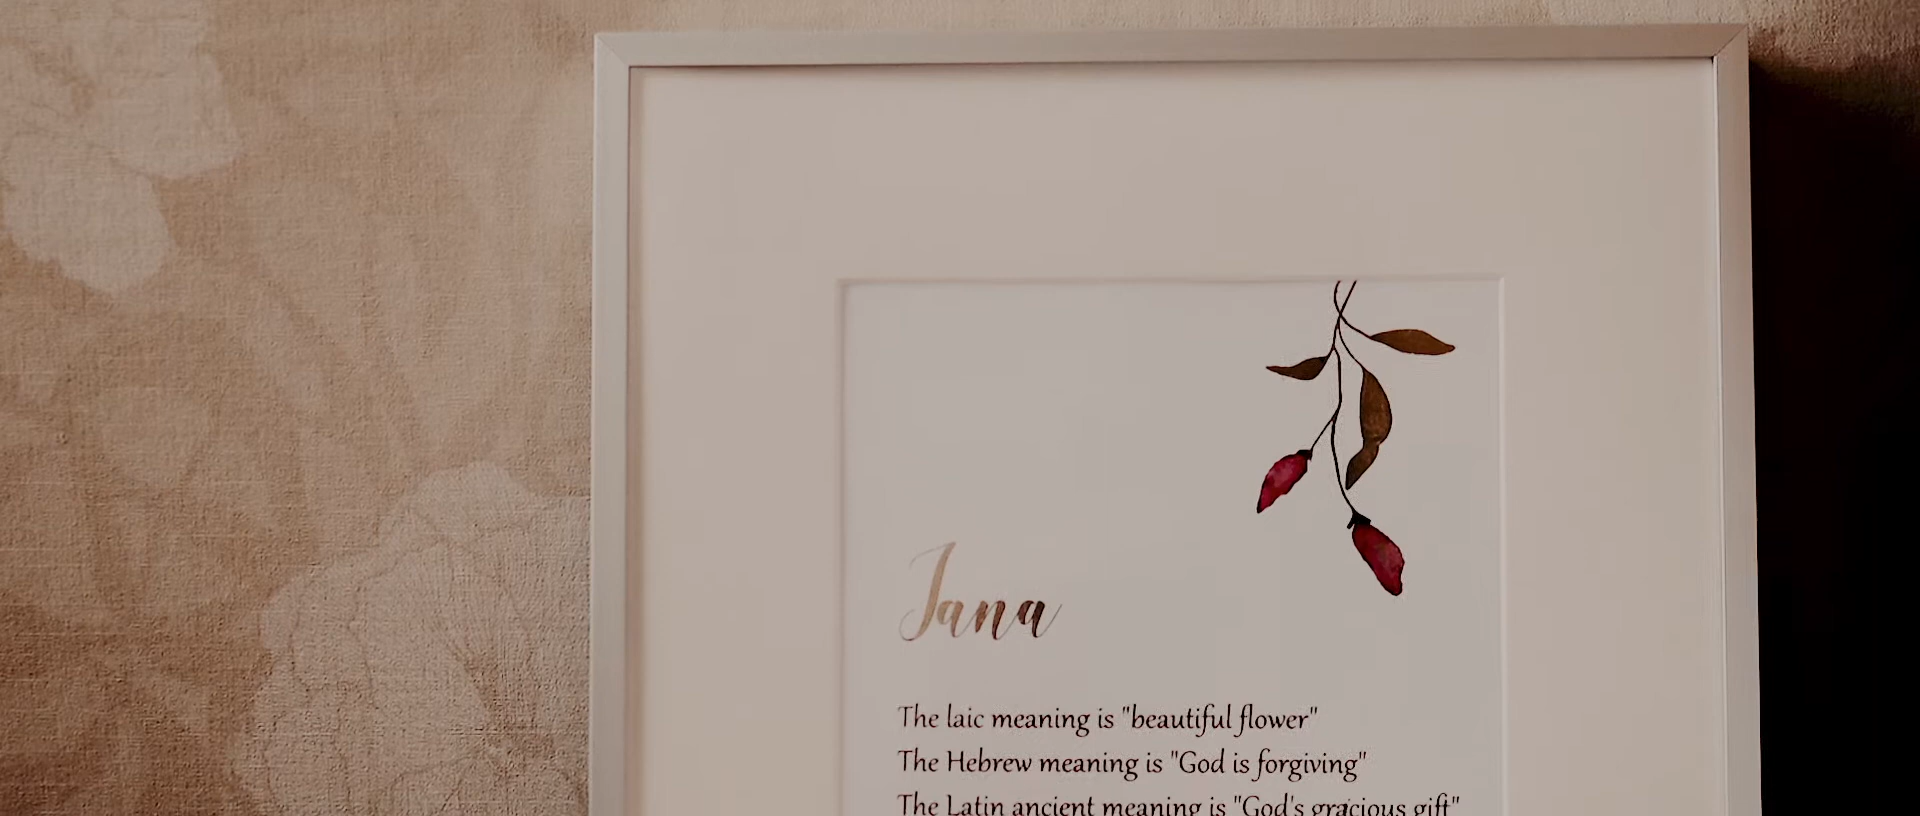 Jana
The laic meaning is "beautiful flower"
The Hebrew meaning is "God is forgiving"
The Latin ancient meaning is "God's gracious gift"